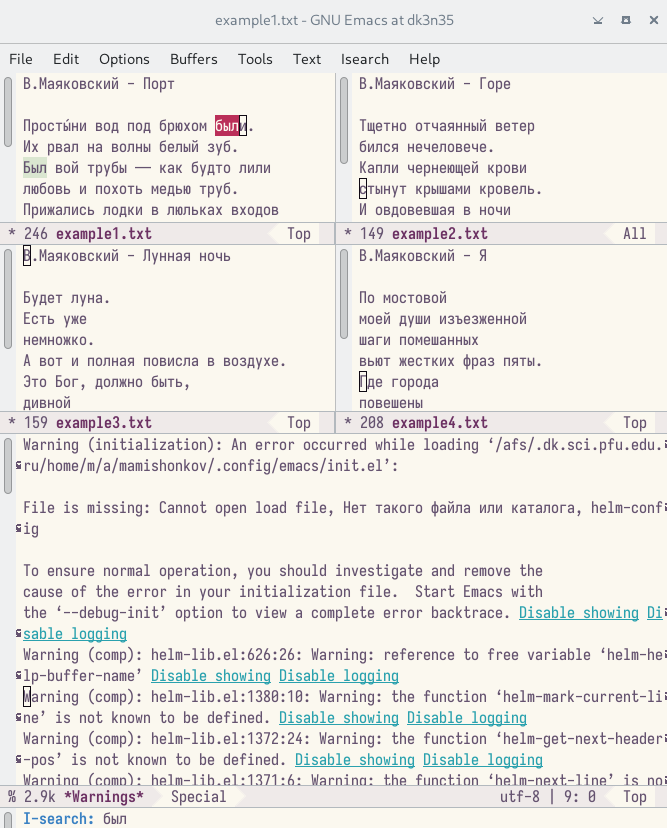 example1.txt - GNU Emacs at dk3n35
File Edit Options Buffers Tools Text Isearch Help
В.Маяковский - Порт
Просты́ни вод под брюхом были.
Их рвал на волны белый зуб.
Был вой трубы — как будто лили
любовь и похоть медью труб.
Прижались лодки в люльках входов
* 246 example1.txt Top
В.Маяковский - Горе
Тщетно отчаянный ветер
бился нечеловече.
Капли чернеющей крови
стынут крышами кровель.
И овдовевшая в ночи
* 149 example2.txt All
В.Маяковский - Лунная ночь
Будет луна.
Есть уже
немножко.
А вот и полная повисла в воздухе.
Это Бог, должно быть,
дивной
* 159 example3.txt Top
В.Маяковский - Я
По мостовой
моей души изъезженной
шаги помешанных
вьют жестких фраз пяты.
Где города
повешены
* 208 example4.txt Top
Warning (initialization): An error occurred while loading ‘/afs/.dk.sci.pfu.edu.
ru/home/m/a/mamishonkov/.config/emacs/init.el’:
File is missing: Cannot open load file, Нет такого файла или каталога, helm-conf
ig
To ensure normal operation, you should investigate and remove the
cause of the error in your initialization file.  Start Emacs with
the ‘--debug-init’ option to view a complete error backtrace. Disable showing Di
sable logging
Warning (comp): helm-lib.el:626:26: Warning: reference to free variable ‘helm-he
lp-buffer-name’ Disable showing Disable logging
Warning (comp): helm-lib.el:1380:10: Warning: the function ‘helm-mark-current-li
ne’ is not known to be defined. Disable showing Disable logging
Warning (comp): helm-lib.el:1372:24: Warning: the function ‘helm-get-next-header
-pos’ is not known to be defined. Disable showing Disable logging
Warning (comp): helm-lib.el:1371:6: Warning: the function ‘helm-next-line’ is no
% 2.9k *Warnings* Special utf-8 | 9: 0 Top
I-search: был